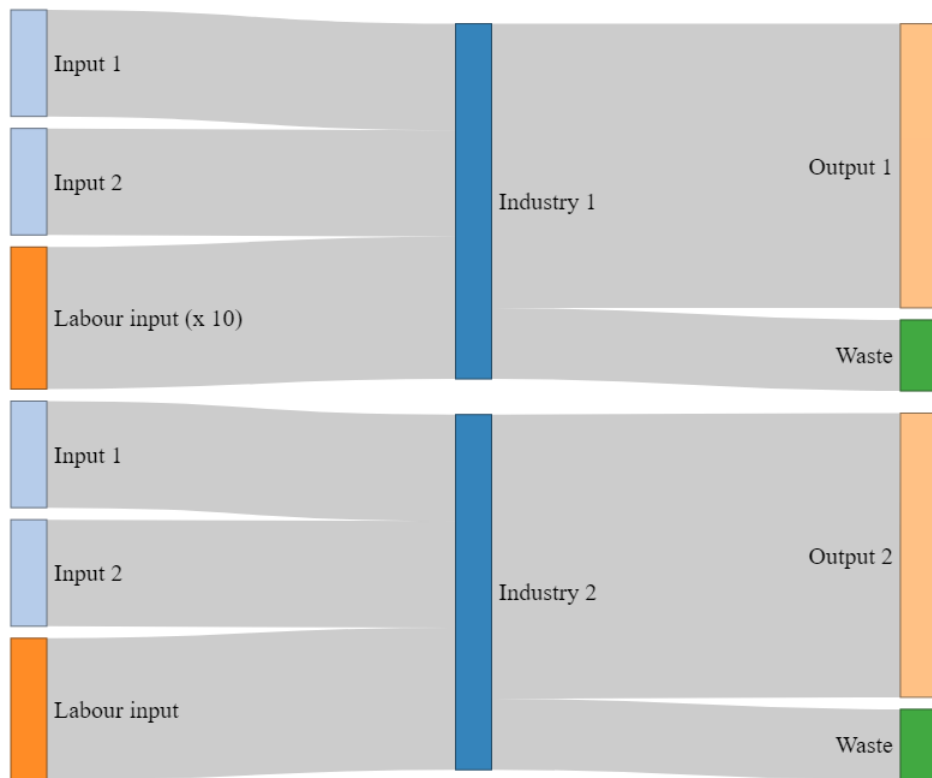 Input 1
Input 2
Labour input (x 10)
Industry 1
Output 1
Waste
Input 1
Input 2
Labour input
Industry 2
Output 2
Waste